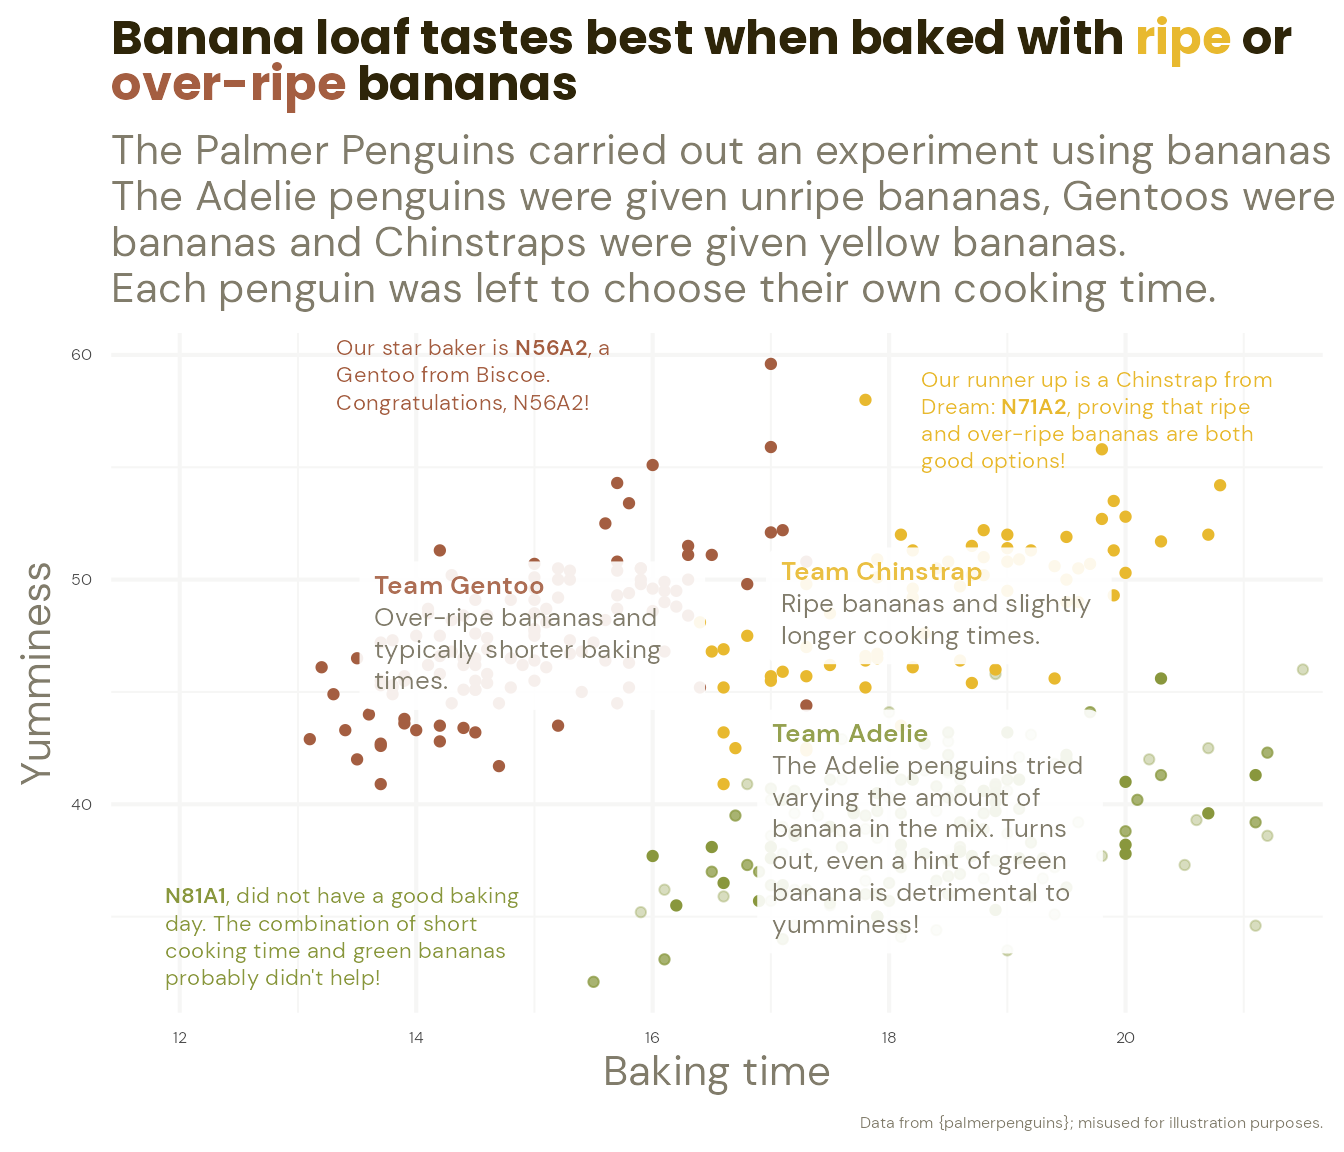 Banana loaf tastes best when baked with ripe or
over-ripe bananas
The Palmer Penguins carried out an experiment using bananas
The Adelie penguins were given unripe bananas, Gentoos were
bananas and Chinstraps were given yellow bananas.
Each penguin was left to choose their own cooking time.
Yumminess
60
50
40
Our star baker is N56A2, a
Gentoo from Biscoe.
Congratulations, N56A2!
Our runner up is a Chinstrap from
Dream: N71A2, proving that ripe
and over-ripe bananas are both
good options!
Team Gentoo
Over-ripe bananas and
typically shorter baking
times.
Team Chinstrap
Ripe bananas and slightly
longer cooking times.
Team Adelie
The Adelie penguins tried
varying the amount of
banana in the mix. Turns
out, even a hint of green
banana is detrimental to
yumminess!
N81A1, did not have a good baking
day. The combination of short
cooking time and green bananas
probably didn't help!
12 14 16 18 20
Baking time
Data from {palmerpenguins}; misused for illustration purposes.